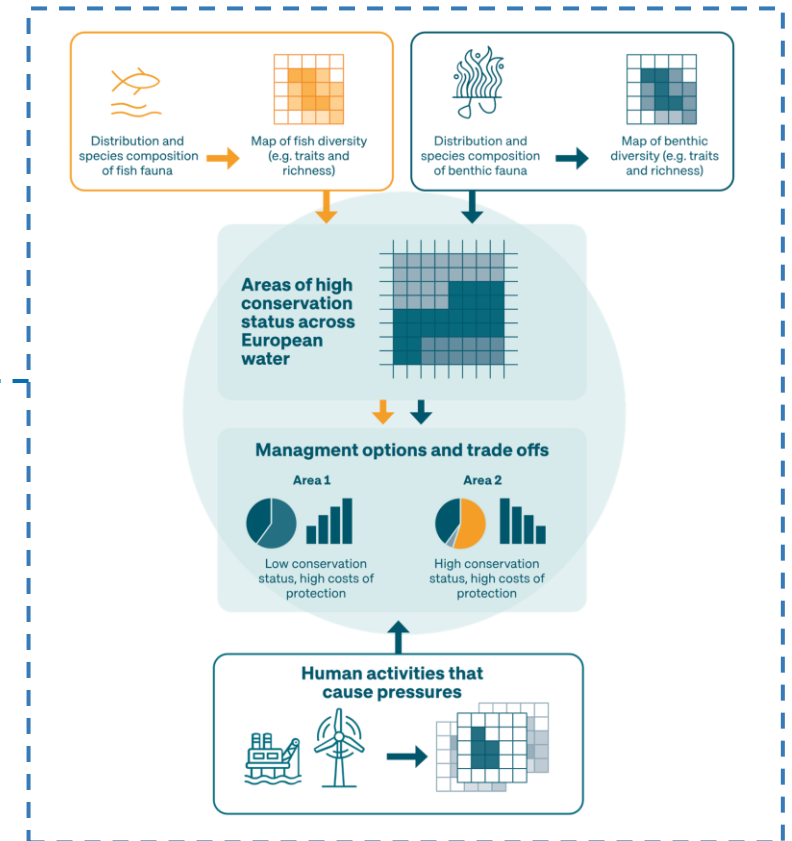 Distribution and
species composition
of fish fauna
Map of fish diversity
(e.g. traits and
richness)
Distribution and
species composition
of benthic fauna
Map of benthic
diversity (e.g. traits
and richness)
Areas of high
conservation
status across
European
water
Managment options and trade offs
Area 1
Low conservation
status, high costs of
protection
Area 2
High conservation
status, high costs of
protection
Human activities that
cause pressures